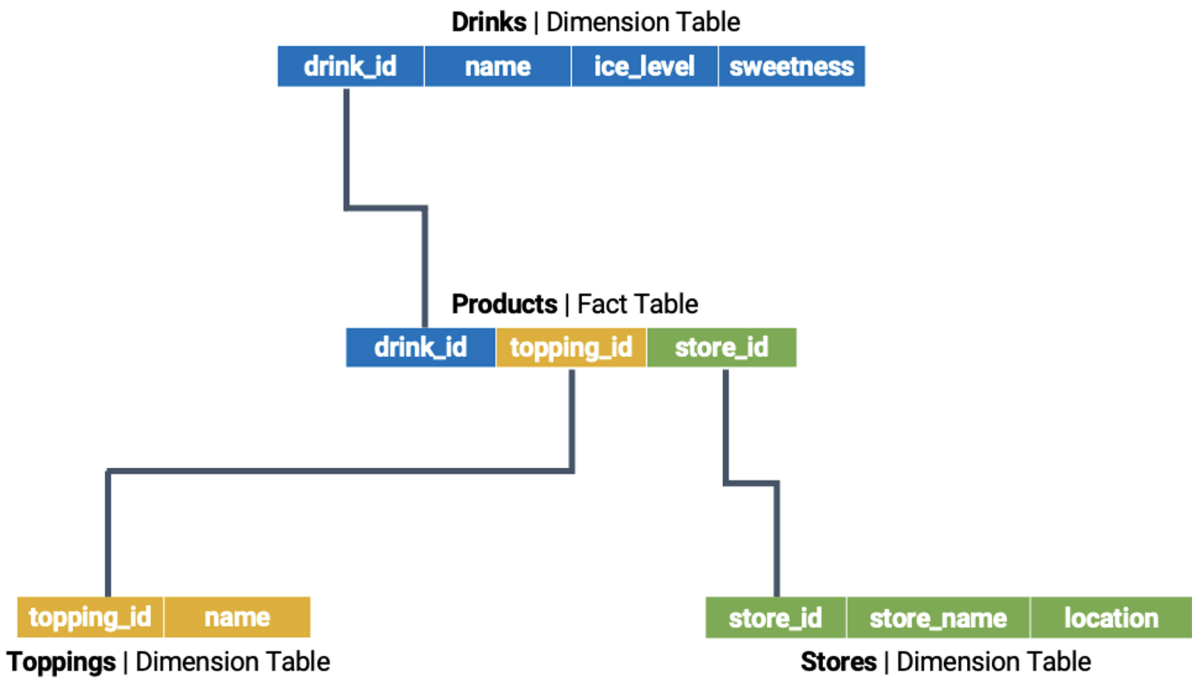 Drinks | Dimension Table
drink_id name ice_level sweetness
Products | Fact Table
drink_id topping_id store_id
topping_id name
Toppings | Dimension Table
store_id store_name location
Stores | Dimension Table